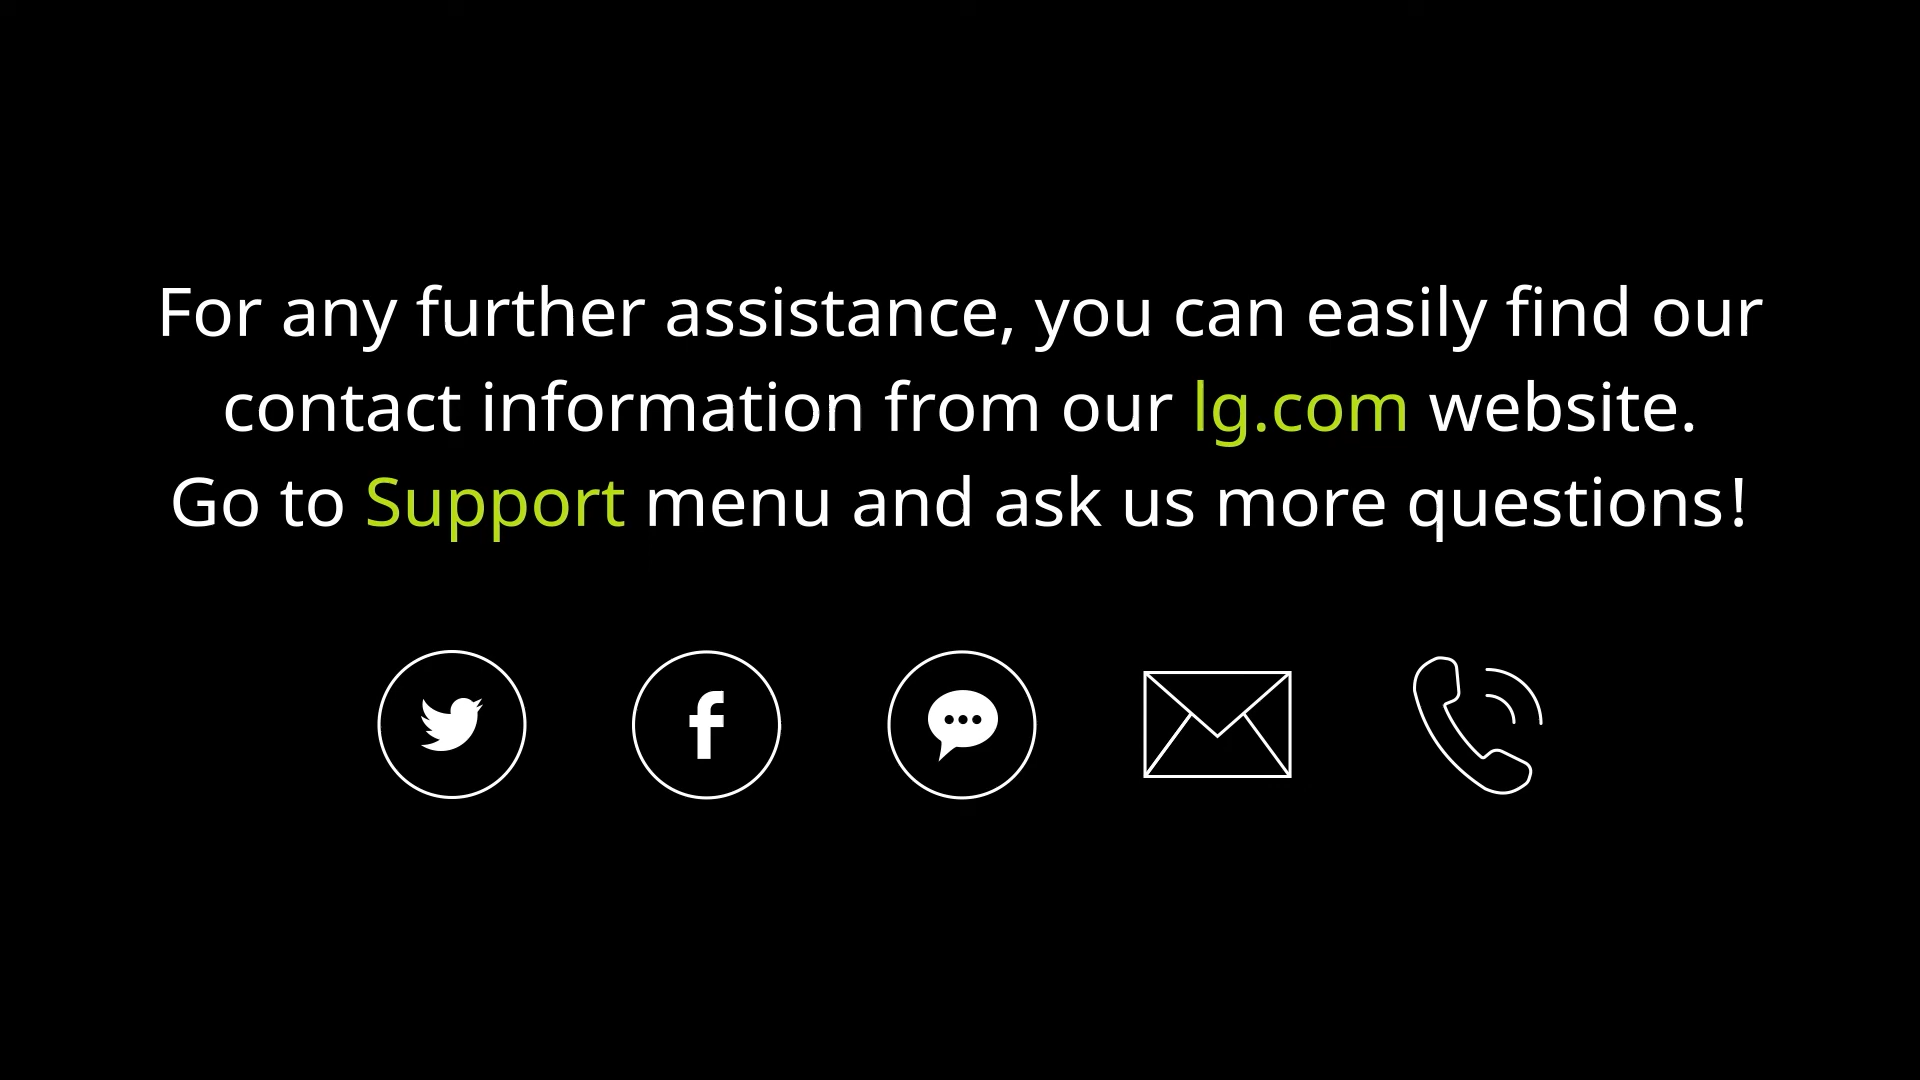 For any further assistance, you can easily find our
contact information from our lg.com website.
Go to Support menu and ask us more questions!